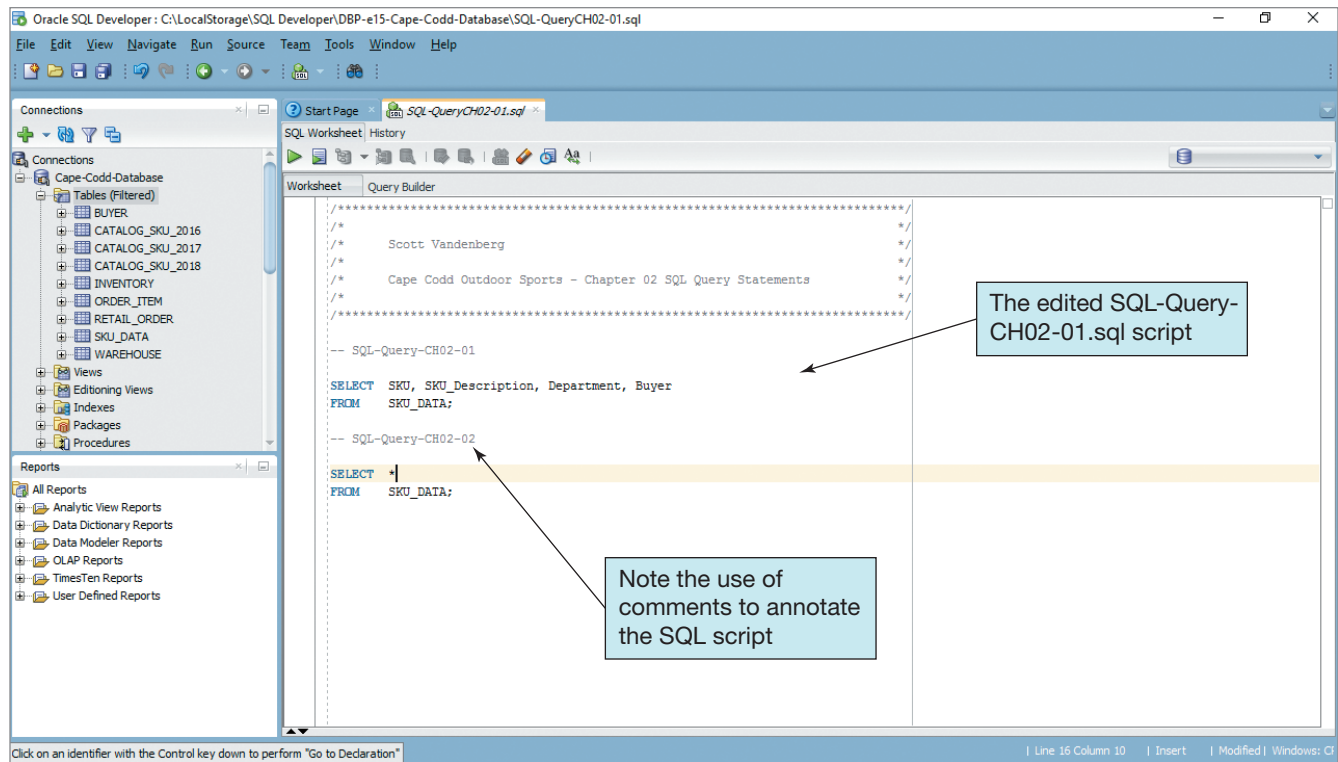 Oracle SQL Developer : C:\LocalStorage\SQL Developer\DBP-e15-Cape-Codd-Database\SQL-QueryCH02-01.sql
File Edit View Navigate Run Source Team Tools Window Help
Connections
Connections
Cape-Codd-Database
Tables (Filtered)
BUYER
CATALOG_SKU_2016
CATALOG_SKU_2017
CATALOG_SKU_2018
INVENTORY
ORDER_ITEM
RETAIL_ORDER
SKU_DATA
WAREHOUSE
Views
Editioning Views
Indexes
Packages
Procedures
Reports
All Reports
Analytic View Reports
Data Dictionary Reports
Data Modeler Reports
OLAP Reports
TimesTen Reports
User Defined Reports
Start Page SQL-QueryCH02-01.sql
SQL Worksheet History
Worksheet Query Builder
/*****************************************************************************/
/* */
/* Scott Vandenberg */
/* */
/* Cape Codd Outdoor Sports - Chapter 02 SQL Query Statements */
/* */
/*****************************************************************************/
-- SQL-Query-CH02-01
SELECT SKU, SKU_Description, Department, Buyer
FROM SKU_DATA;
-- SQL-Query-CH02-02
SELECT *
FROM SKU_DATA;
The edited SQL-Query-
CH02-01.sql script
Note the use of
comments to annotate
the SQL script
Click on an identifier with the Control key down to perform "Go to Declaration"
| Line 16 Column 10 | Insert | Modified | Windows: C